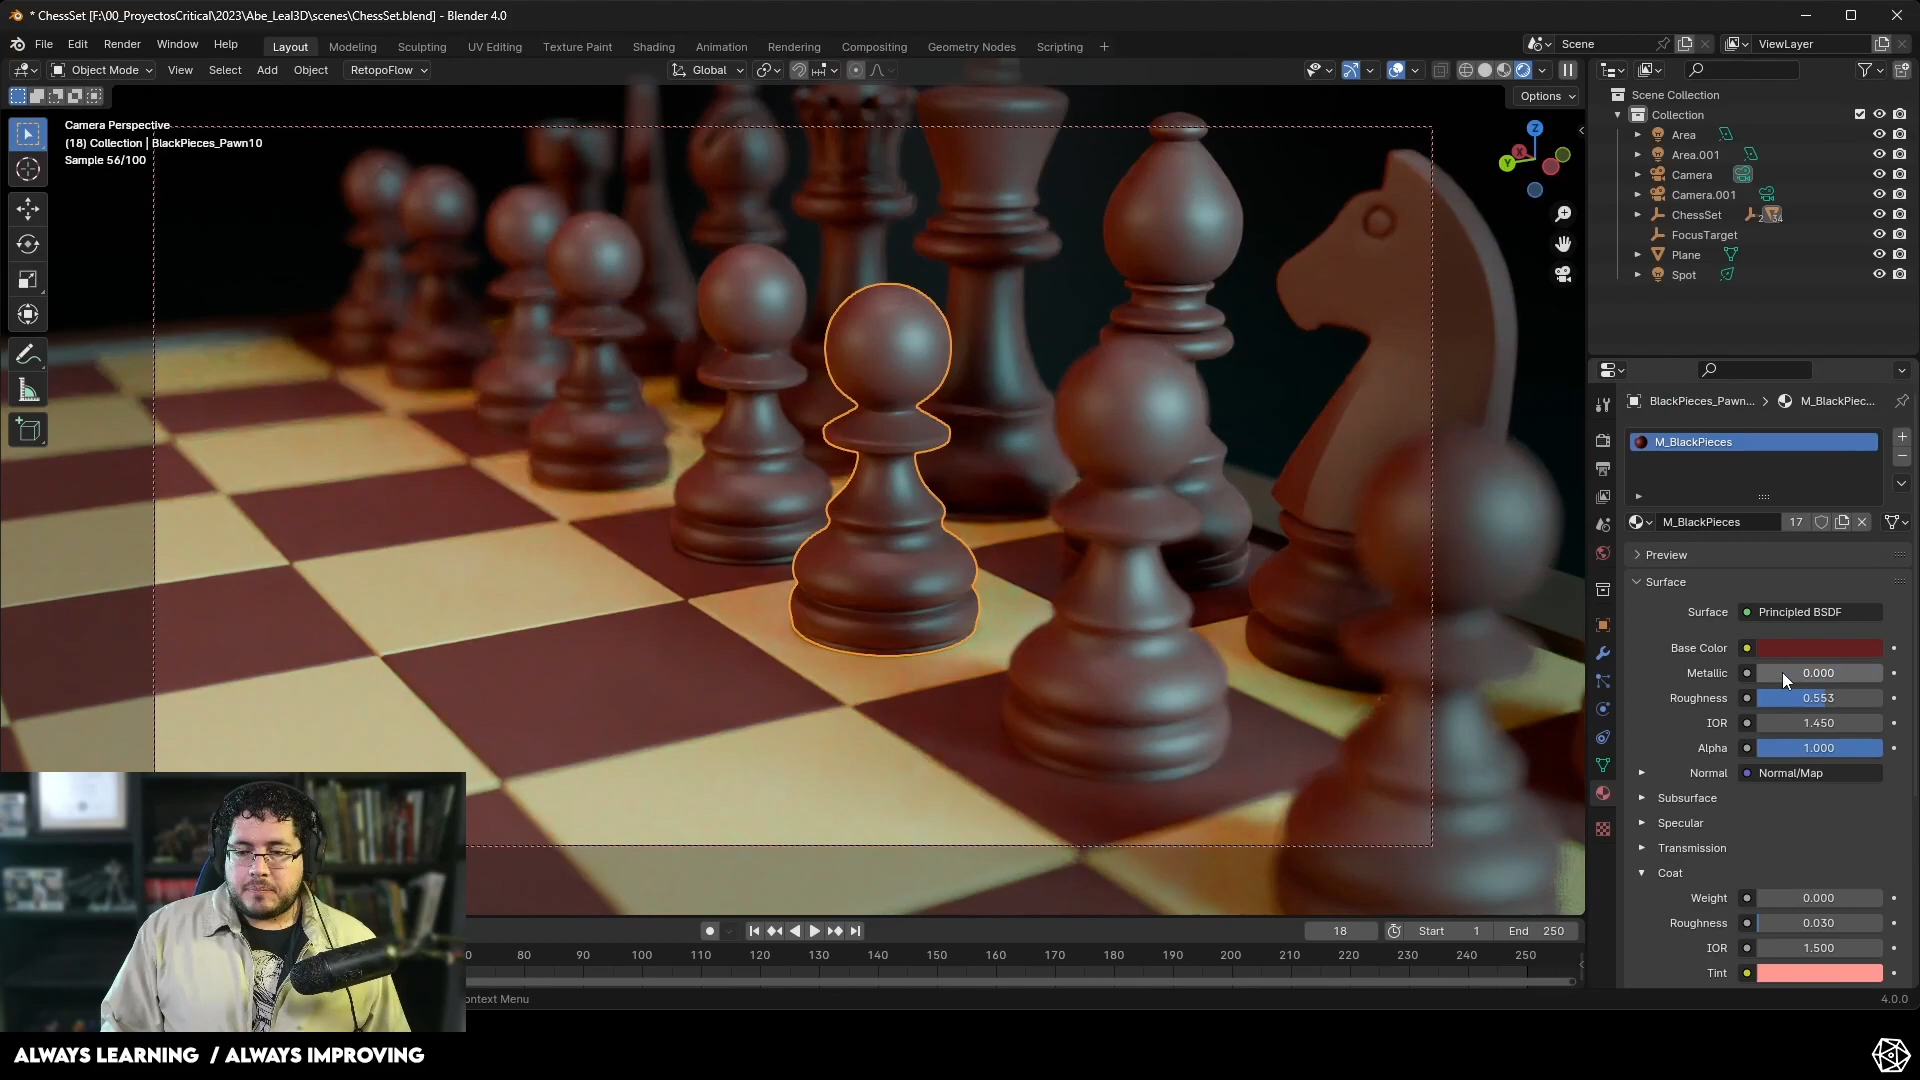 * ChessSet [F:\00_ProyectosCritical\2023\Abe_Leal3D\scenes\ChessSet.blend] - Blender 4.0
File Edit Render Window Help Layout Modeling Sculpting UV Editing Texture Paint Shading Animation Rendering Compositing Geometry Nodes Scripting + Scene ViewLayer
Object Mode View Select Add Object RetopoFlow Global
Options
Camera Perspective
(18) Collection | BlackPieces_Pawn10
Sample 56/100
Z
X
Y
Scene Collection
Collection
Area
Area.001
Camera
Camera.001
ChessSet
FocusTarget
Plane
Spot
BlackPieces_Pawn... > M_BlackPiec...
M_BlackPieces
M_BlackPieces 17
Preview
Surface
Surface Principled BSDF
Base Color
Metallic 0.000
Roughness 0.553
IOR 1.450
Alpha 1.000
Normal Normal/Map
Subsurface
Specular
Transmission
Coat
Weight 0.000
Roughness 0.030
IOR 1.500
Tint
18 Start 1 End 250
80 90 100 110 120 130 140 150 160 170 180 190 200 210 220 230 240 250
ontext Menu
4.0.0
ALWAYS LEARNING / ALWAYS IMPROVING